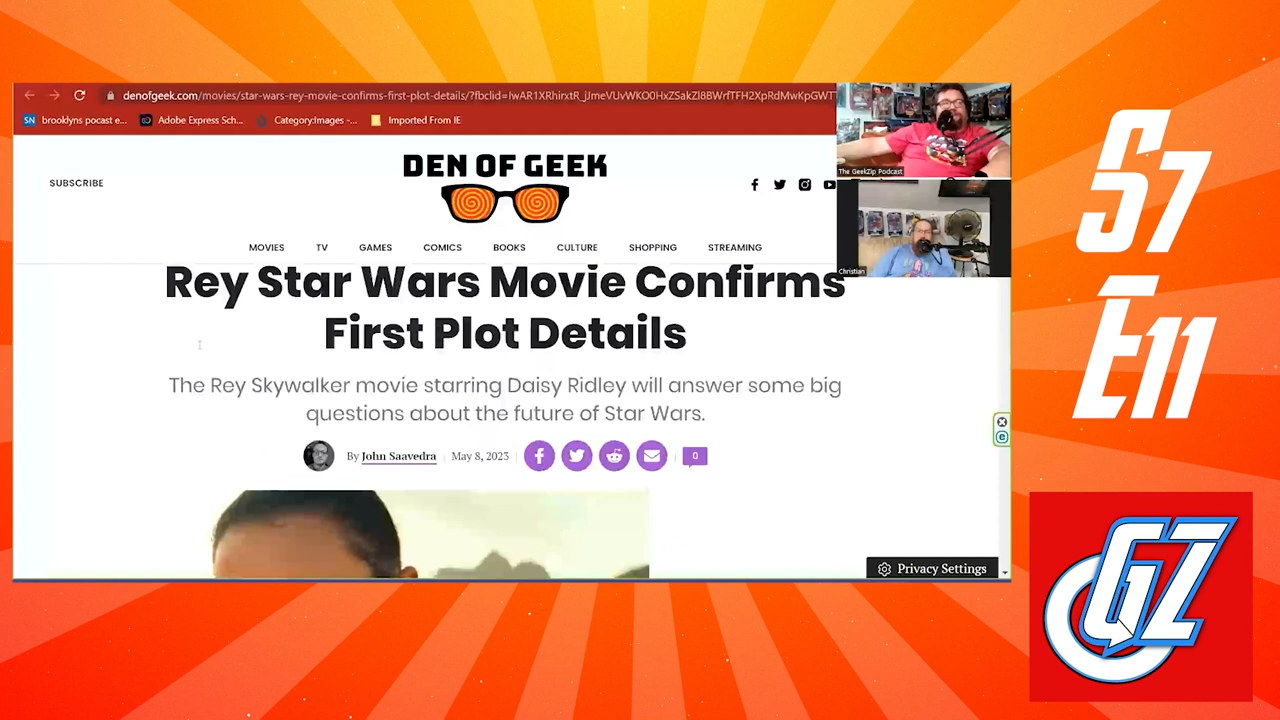 denofgeek.com/movies/star-wars-rey-movie-confirms-first-plot-details/?fbclid=IwAR1XRhirxtR_jJmeVUvWKO0HxZSakZl8BWrfTFH2XpRdMwKpGWT
SN brooklyns pocast e... Adobe Express Sch... Category:Images -... Imported From IE
The GeekZip Podcast
SUBSCRIBE
DEN OF GEEK
MOVIES TV GAMES COMICS BOOKS CULTURE SHOPPING STREAMING
Christian
Rey Star Wars Movie Confirms
First Plot Details
The Rey Skywalker movie starring Daisy Ridley will answer some big
questions about the future of Star Wars.
By John Saavedra May 8, 2023 0
Privacy Settings
S7
E11
GZ